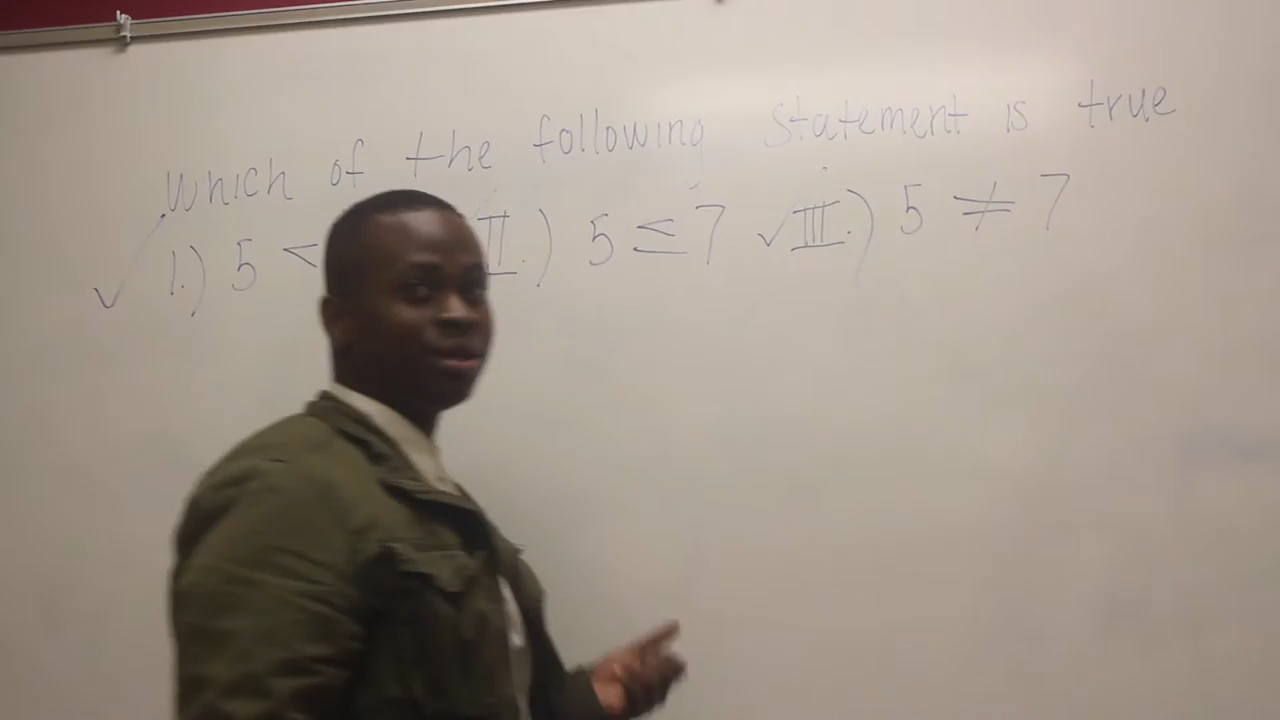 Which of the following statement is true
✓ 1.) 5 < II.) 5 ≤ 7 ✓ III.) 5 ≠ 7